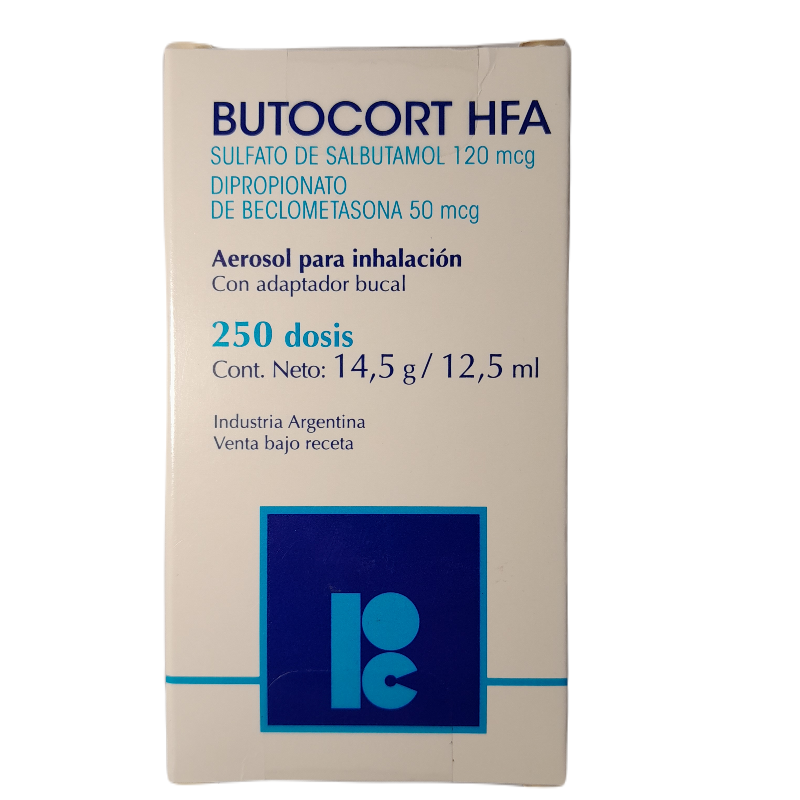 BUTOCORT HFA
SULFATO DE SALBUTAMOL 120 mcg
DIPROPIONATO
DE BECLOMETASONA 50 mcg
Aerosol para inhalación
Con adaptador bucal
250 dosis
Cont. Neto: 14,5 g / 12,5 ml
Industria Argentina
Venta bajo receta